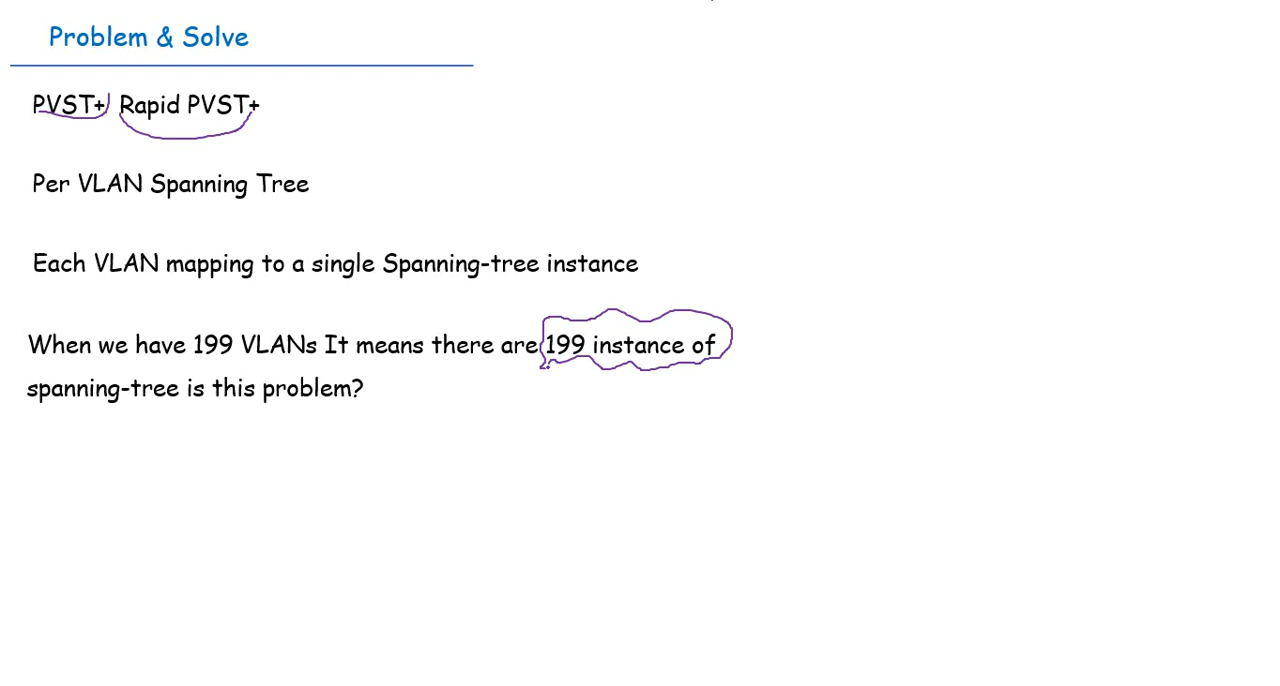 Problem & Solve
PVST+/ Rapid PVST+
Per VLAN Spanning Tree
Each VLAN mapping to a single Spanning-tree instance
When we have 199 VLANs It means there are 199 instance of
spanning-tree is this problem?